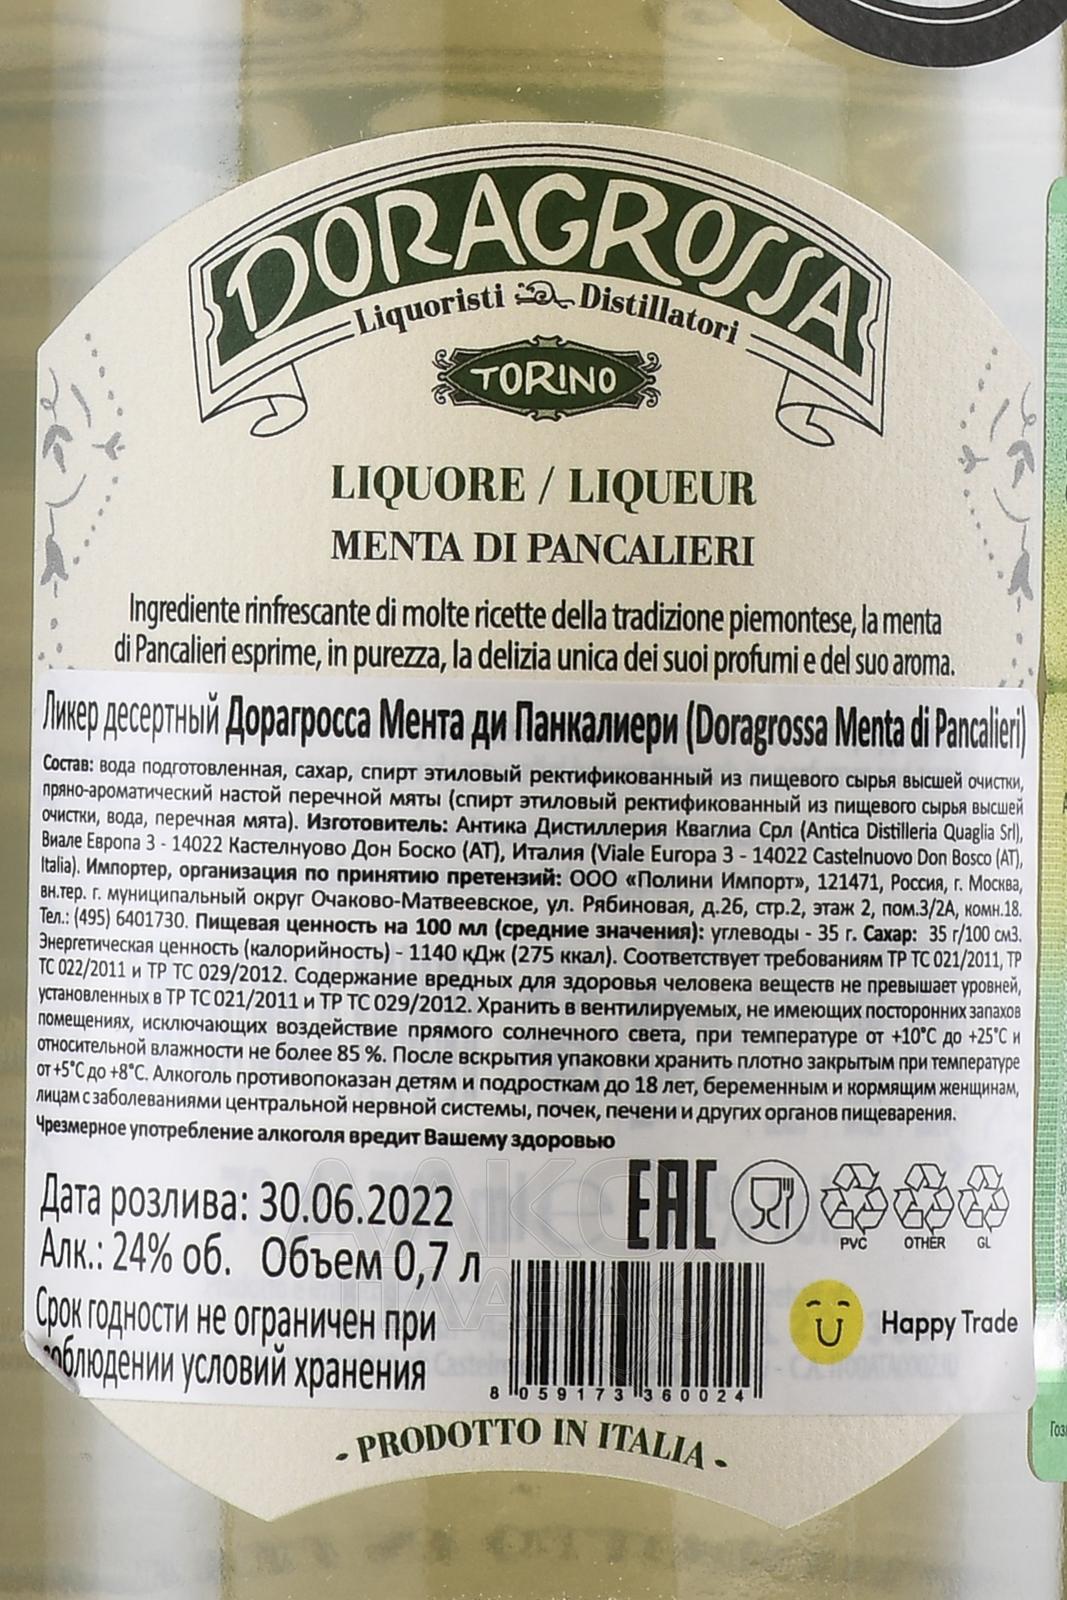 DORAGROSSA
Liquoristi Distillatori
TORINO
LIQUORE / LIQUEUR
MENTA DI PANCALIERI
Ingrediente rinfrescante di molte ricette della tradizione piemontese, la menta
di Pancalieri esprime, in purezza, la delizia unica dei suoi profumi e del suo aroma.
Ликер десертный Дорагросса Мента ди Панкалиери (Doragrossa Menta di Pancalieri)
Состав: вода подготовленная, сахар, спирт этиловый ректификованный из пищевого сырья высшей очистки,
пряно-ароматический настой перечной мяты (спирт этиловый ректификованный из пищевого сырья высшей
очистки, вода, перечная мята). Изготовитель: Антика Дистиллерия Кваглиа Срл (Antica Distilleria Quaglia Srl),
Виале Европа 3 - 14022 Кастелнуово Дон Боско (АТ), Италия (Viale Europa 3 - 14022 Castelnuovo Don Bosco (AT),
Italia). Импортер, организация по принятию претензий: ООО «Полини Импорт», 121471, Россия, г. Москва,
вн.тер. г. муниципальный округ Очаково-Матвеевское, ул. Рябиновая, д.26, стр.2, этаж 2, пом.3/2А, комн.18.
Тел.: (495) 6401730. Пищевая ценность на 100 мл (средние значения): углеводы - 35 г. Сахар: 35 г/100 см3.
Энергетическая ценность (калорийность) - 1140 кДж (275 ккал). Соответствует требованиям ТР ТС 021/2011, ТР
ТС 022/2011 и ТР ТС 029/2012. Содержание вредных для здоровья человека веществ не превышает уровней,
установленных в ТР ТС 021/2011 и ТР ТС 029/2012. Хранить в вентилируемых, не имеющих посторонних запахов
помещениях, исключающих воздействие прямого солнечного света, при температуре от +10°С до +25°С и
относительной влажности не более 85 %. После вскрытия упаковки хранить плотно закрытым при температуре
от +5°С до +8°С. Алкоголь противопоказан детям и подросткам до 18 лет, беременным и кормящим женщинам,
лицам с заболеваниями центральной нервной системы, почек, печени и других органов пищеварения.
Чрезмерное употребление алкоголя вредит Вашему здоровью
Дата розлива: 30.06.2022
Алк.: 24% об. Объем 0,7 л
Срок годности не ограничен при
соблюдении условий хранения
EAC
PVC OTHER GL
Happy Trade
8 059173 360024
- PRODOTTO IN ITALIA -